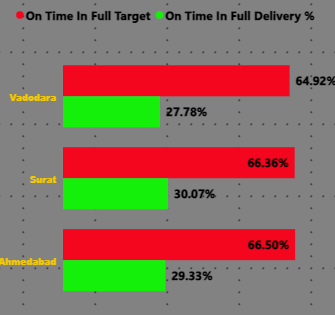 On Time In Full Target On Time In Full Delivery %
64.92%
Vadodara
27.78%
66.36%
Surat
30.07%
66.50%
Ahmedabad
29.33%